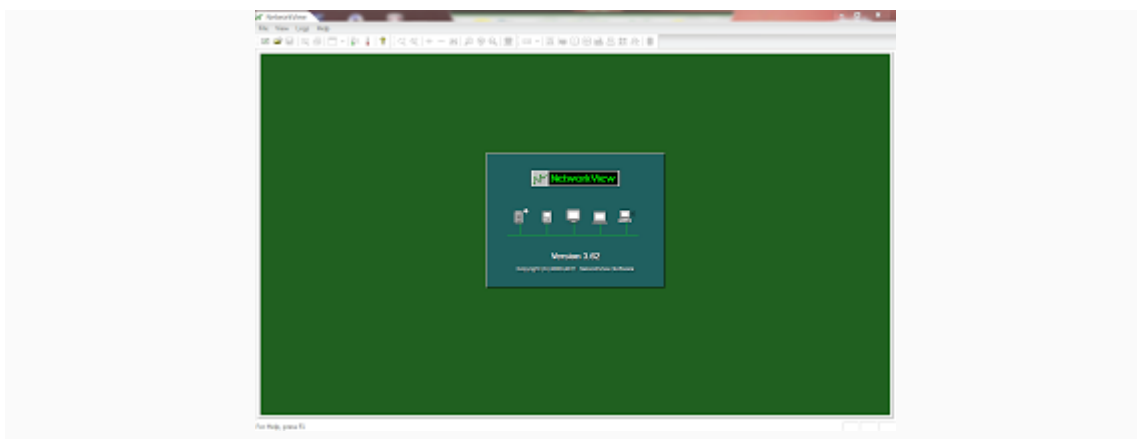 NetworkView
File View Logs Help
NetworkView
Version 3.62
For Help, press F1